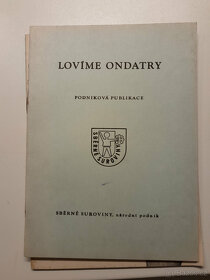 LOVÍME ONDATRY
PODNIKOVÁ PUBLIKACE
SBĚRNÉ SUROVINY
SBĚRNÉ SUROVINY, národní podnik